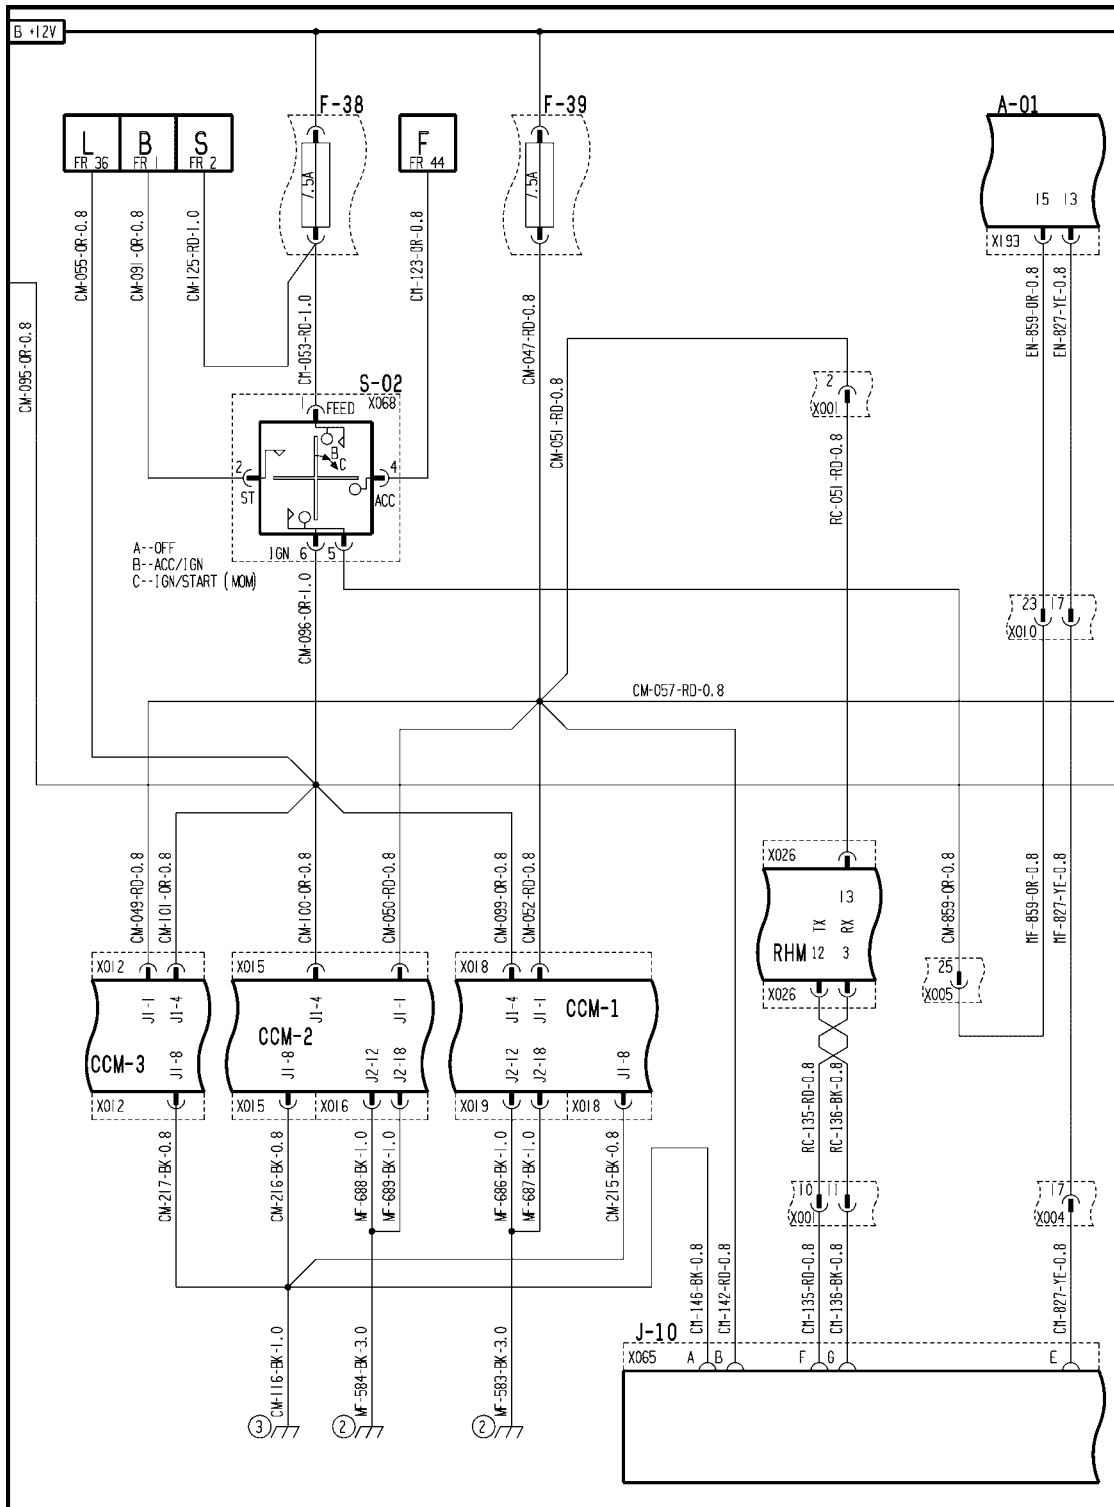 B +12V
F-38
F-39
A-01
L
B
S
F
FR 36
FR 1
FR 2
FR 44
7.5A
7.5A
15 13
X193
CM-055-OR-0.8
CM-091-OR-0.8
CM-125-RD-1.0
CM-053-RD-1.0
CM-123-OR-0.8
CM-047-RD-0.8
CM-051-RD-0.8
EN-859-OR-0.8
EN-827-YE-0.8
CM-095-OR-0.8
S-02
X068
1
FEED
2
X001
RC-051-RD-0.8
B
C
2
ST
4
ACC
IGN 6 5
A--OFF
B--ACC/IGN
C--IGN/START (MOM)
CM-096-OR-1.0
23 17
X010
CM-057-RD-0.8
CM-049-RD-0.8
CM-101-OR-0.8
CM-100-OR-0.8
CM-050-RD-0.8
CM-099-OR-0.8
CM-052-RD-0.8
CM-859-OR-0.8
MF-859-OR-0.8
MF-827-YE-0.8
X026
13
TX
RX
RHM 12 3
X026
X012
X015
X018
25
X005
J1-1
J1-4
J1-4
J1-1
J1-4
J1-1
CCM-3
CCM-2
CCM-1
J1-8
J1-8
J2-12
J2-18
J2-12
J2-18
J1-8
X012
X015
X016
X019
X018
CM-217-BK-0.8
CM-216-BK-0.8
MF-688-BK-1.0
MF-689-BK-1.0
MF-686-BK-1.0
MF-687-BK-1.0
CM-215-BK-0.8
RC-135-RD-0.8
RC-136-BK-0.8
10 11
X001
17
X004
CM-116-BK-1.0
MF-584-BK-3.0
MF-583-BK-3.0
CM-146-BK-0.8
CM-142-RD-0.8
CM-135-RD-0.8
CM-136-BK-0.8
CM-827-YE-0.8
3
2
2
J-10
X065
A B F G E